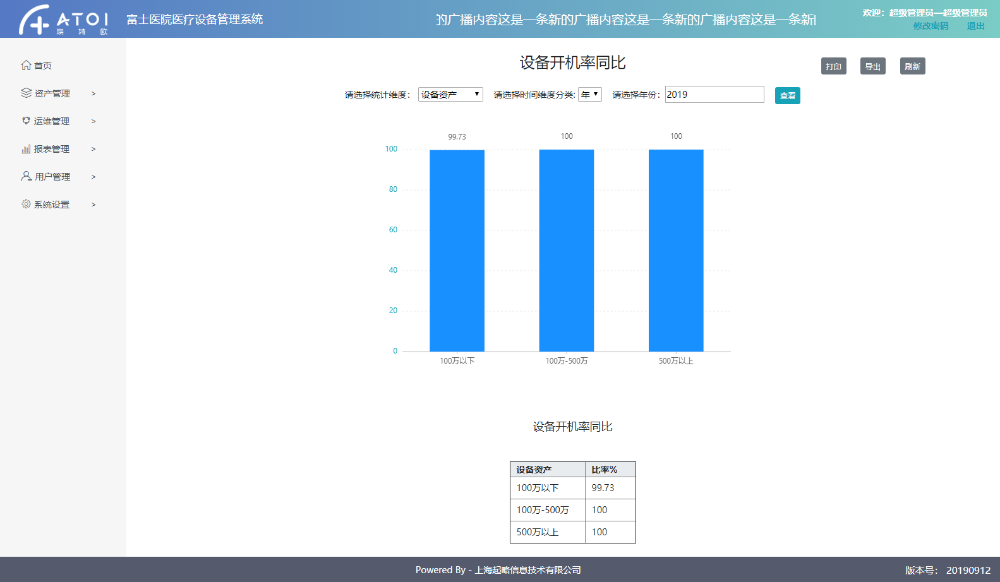 ATOI
埃特欧
富士医院医疗设备管理系统
的广播内容这是一条新的广播内容这是一条新的广播内容这是一条新
欢迎：超级管理员—超级管理员
修改密码 退出
首页
资产管理 >
运维管理 >
报表管理 >
用户管理 >
系统设置 >
设备开机率同比
打印 导出 刷新
请选择统计维度： 设备资产 请选择时间维度分类: 年 请选择年份： 2019 查看
99.73 100 100
100
80
60
40
20
0
100万以下 100万-500万 500万以上
设备开机率同比
设备资产 比率%
100万以下 99.73
100万-500万 100
500万以上 100
Powered By - 上海起略信息技术有限公司
版本号： 20190912